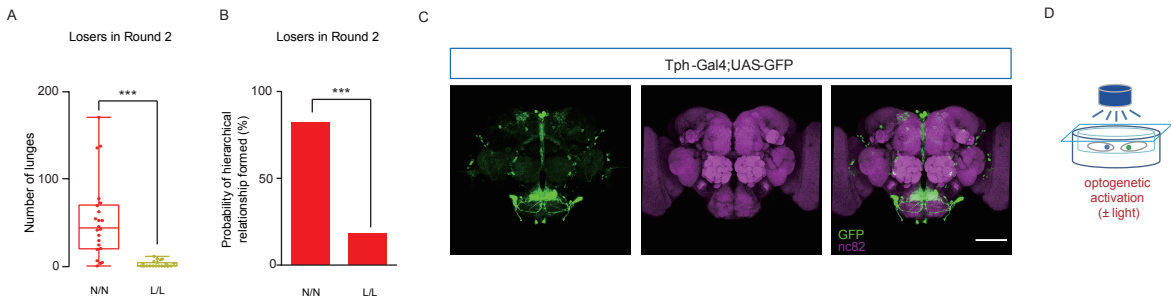 A
Losers in Round 2
Number of lunges
200
100
0
***
N/N
L/L
B
Losers in Round 2
Probability of hierarchical
relationship formed (%)
100
50
0
***
N/N
L/L
C
Tph -Gal4;UAS-GFP
GFP
nc82
D
optogenetic
activation
(± light)